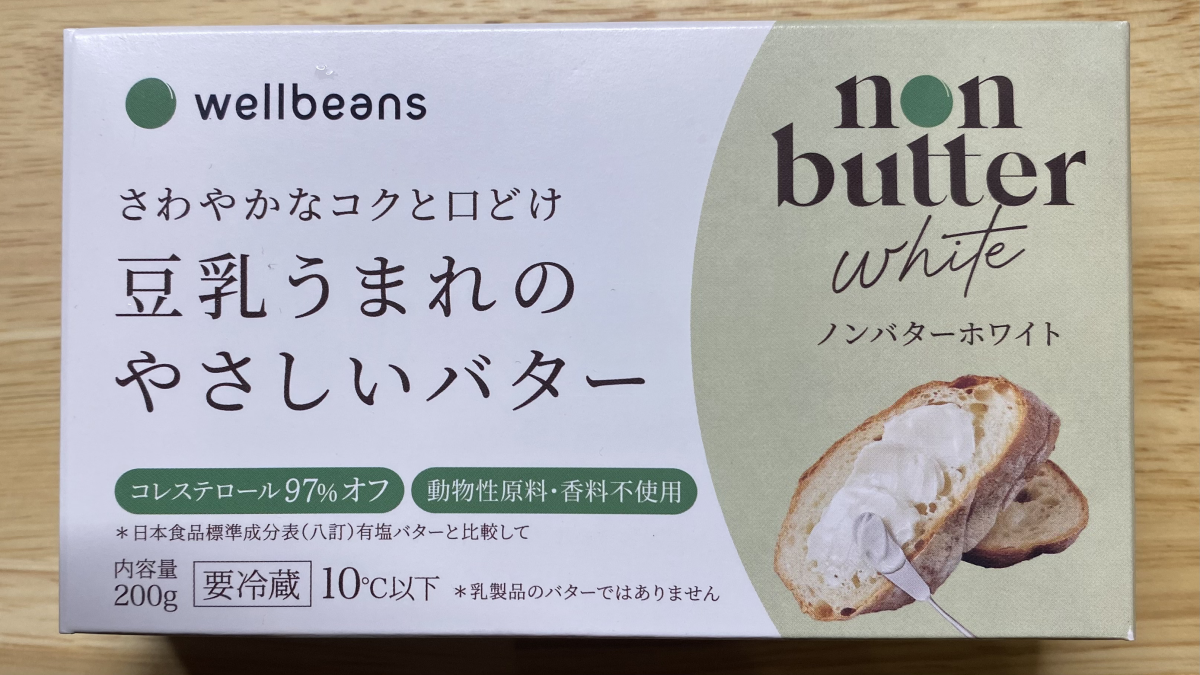 wellbeans
さわやかなコクと口どけ
豆乳うまれの
やさしいバター
コレステロール97%オフ
動物性原料・香料不使用
*日本食品標準成分表(八訂)有塩バターと比較して
内容量
200g
要冷蔵 10℃以下 *乳製品のバターではありません
non
butter
white
ノンバターホワイト